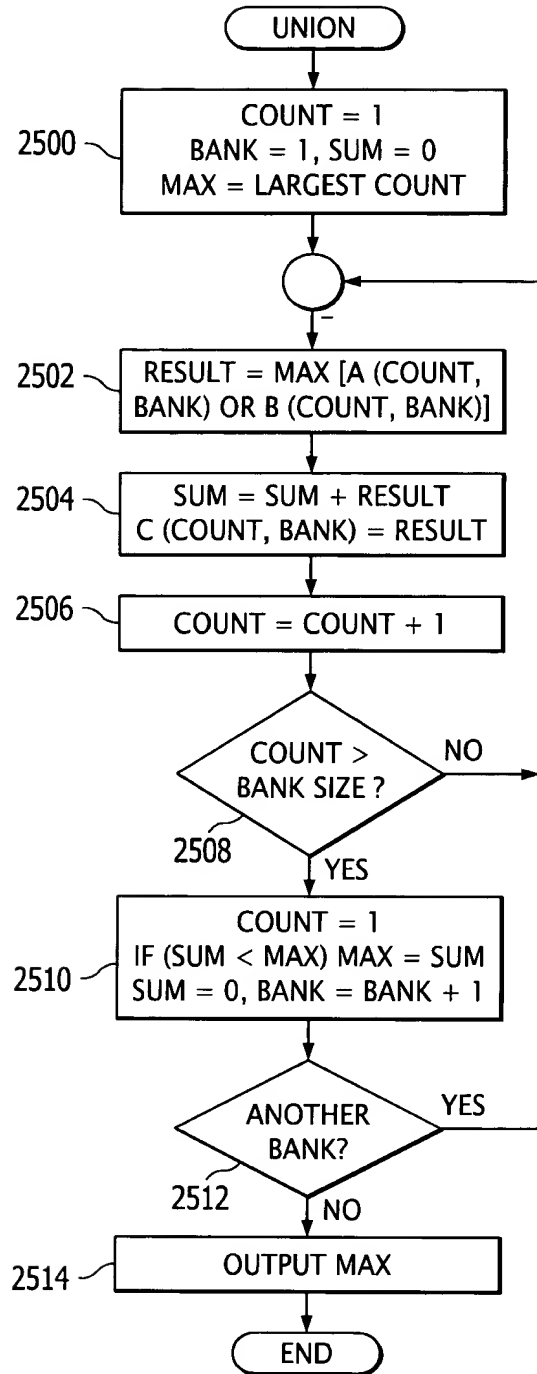 UNION
2500
COUNT = 1
BANK = 1, SUM = 0
MAX = LARGEST COUNT
2502
RESULT = MAX [A (COUNT,
BANK) OR B (COUNT, BANK)]
2504
SUM = SUM + RESULT
C (COUNT, BANK) = RESULT
2506
COUNT = COUNT + 1
COUNT >
BANK SIZE ?
NO
2508
YES
2510
COUNT = 1
IF (SUM < MAX) MAX = SUM
SUM = 0, BANK = BANK + 1
ANOTHER
BANK?
YES
2512
NO
2514
OUTPUT MAX
END